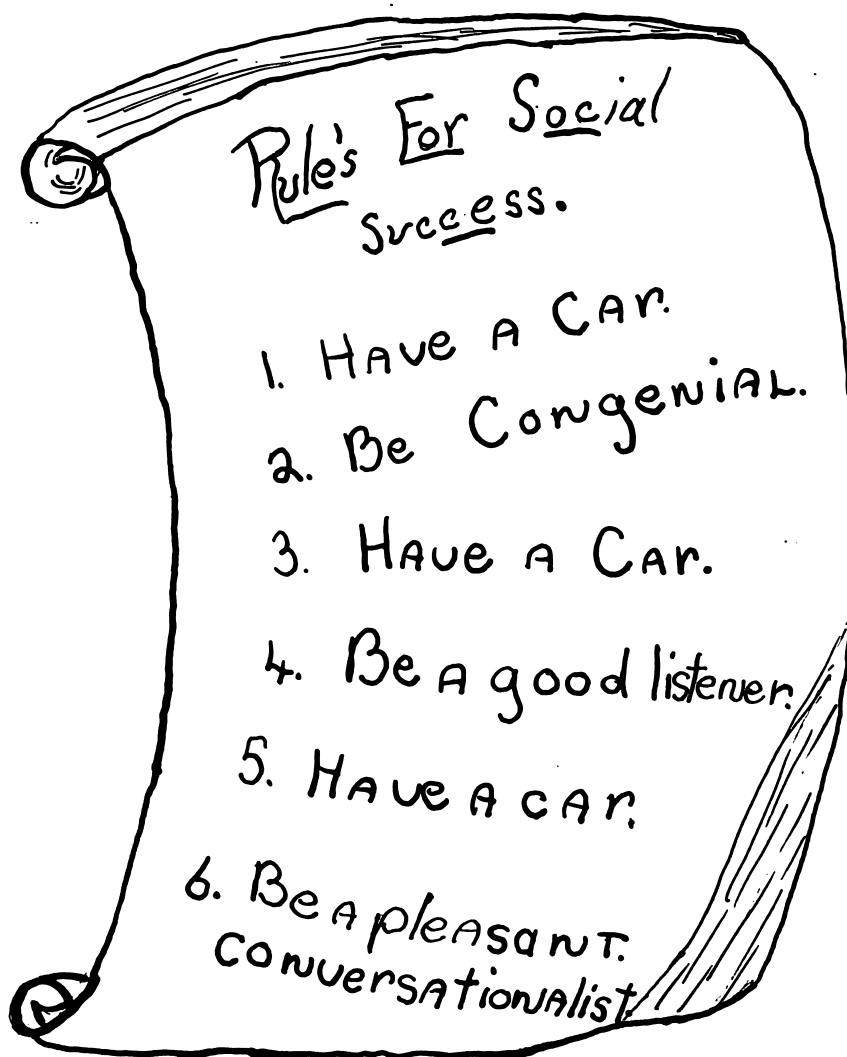 Rule's For Social
success.
1. Have A Car.
2. Be Congenial.
3. Have A Car.
4. Be A good listener.
5. Have A cAr.
6. Be A pleAsanT.
conversAtionAlist.